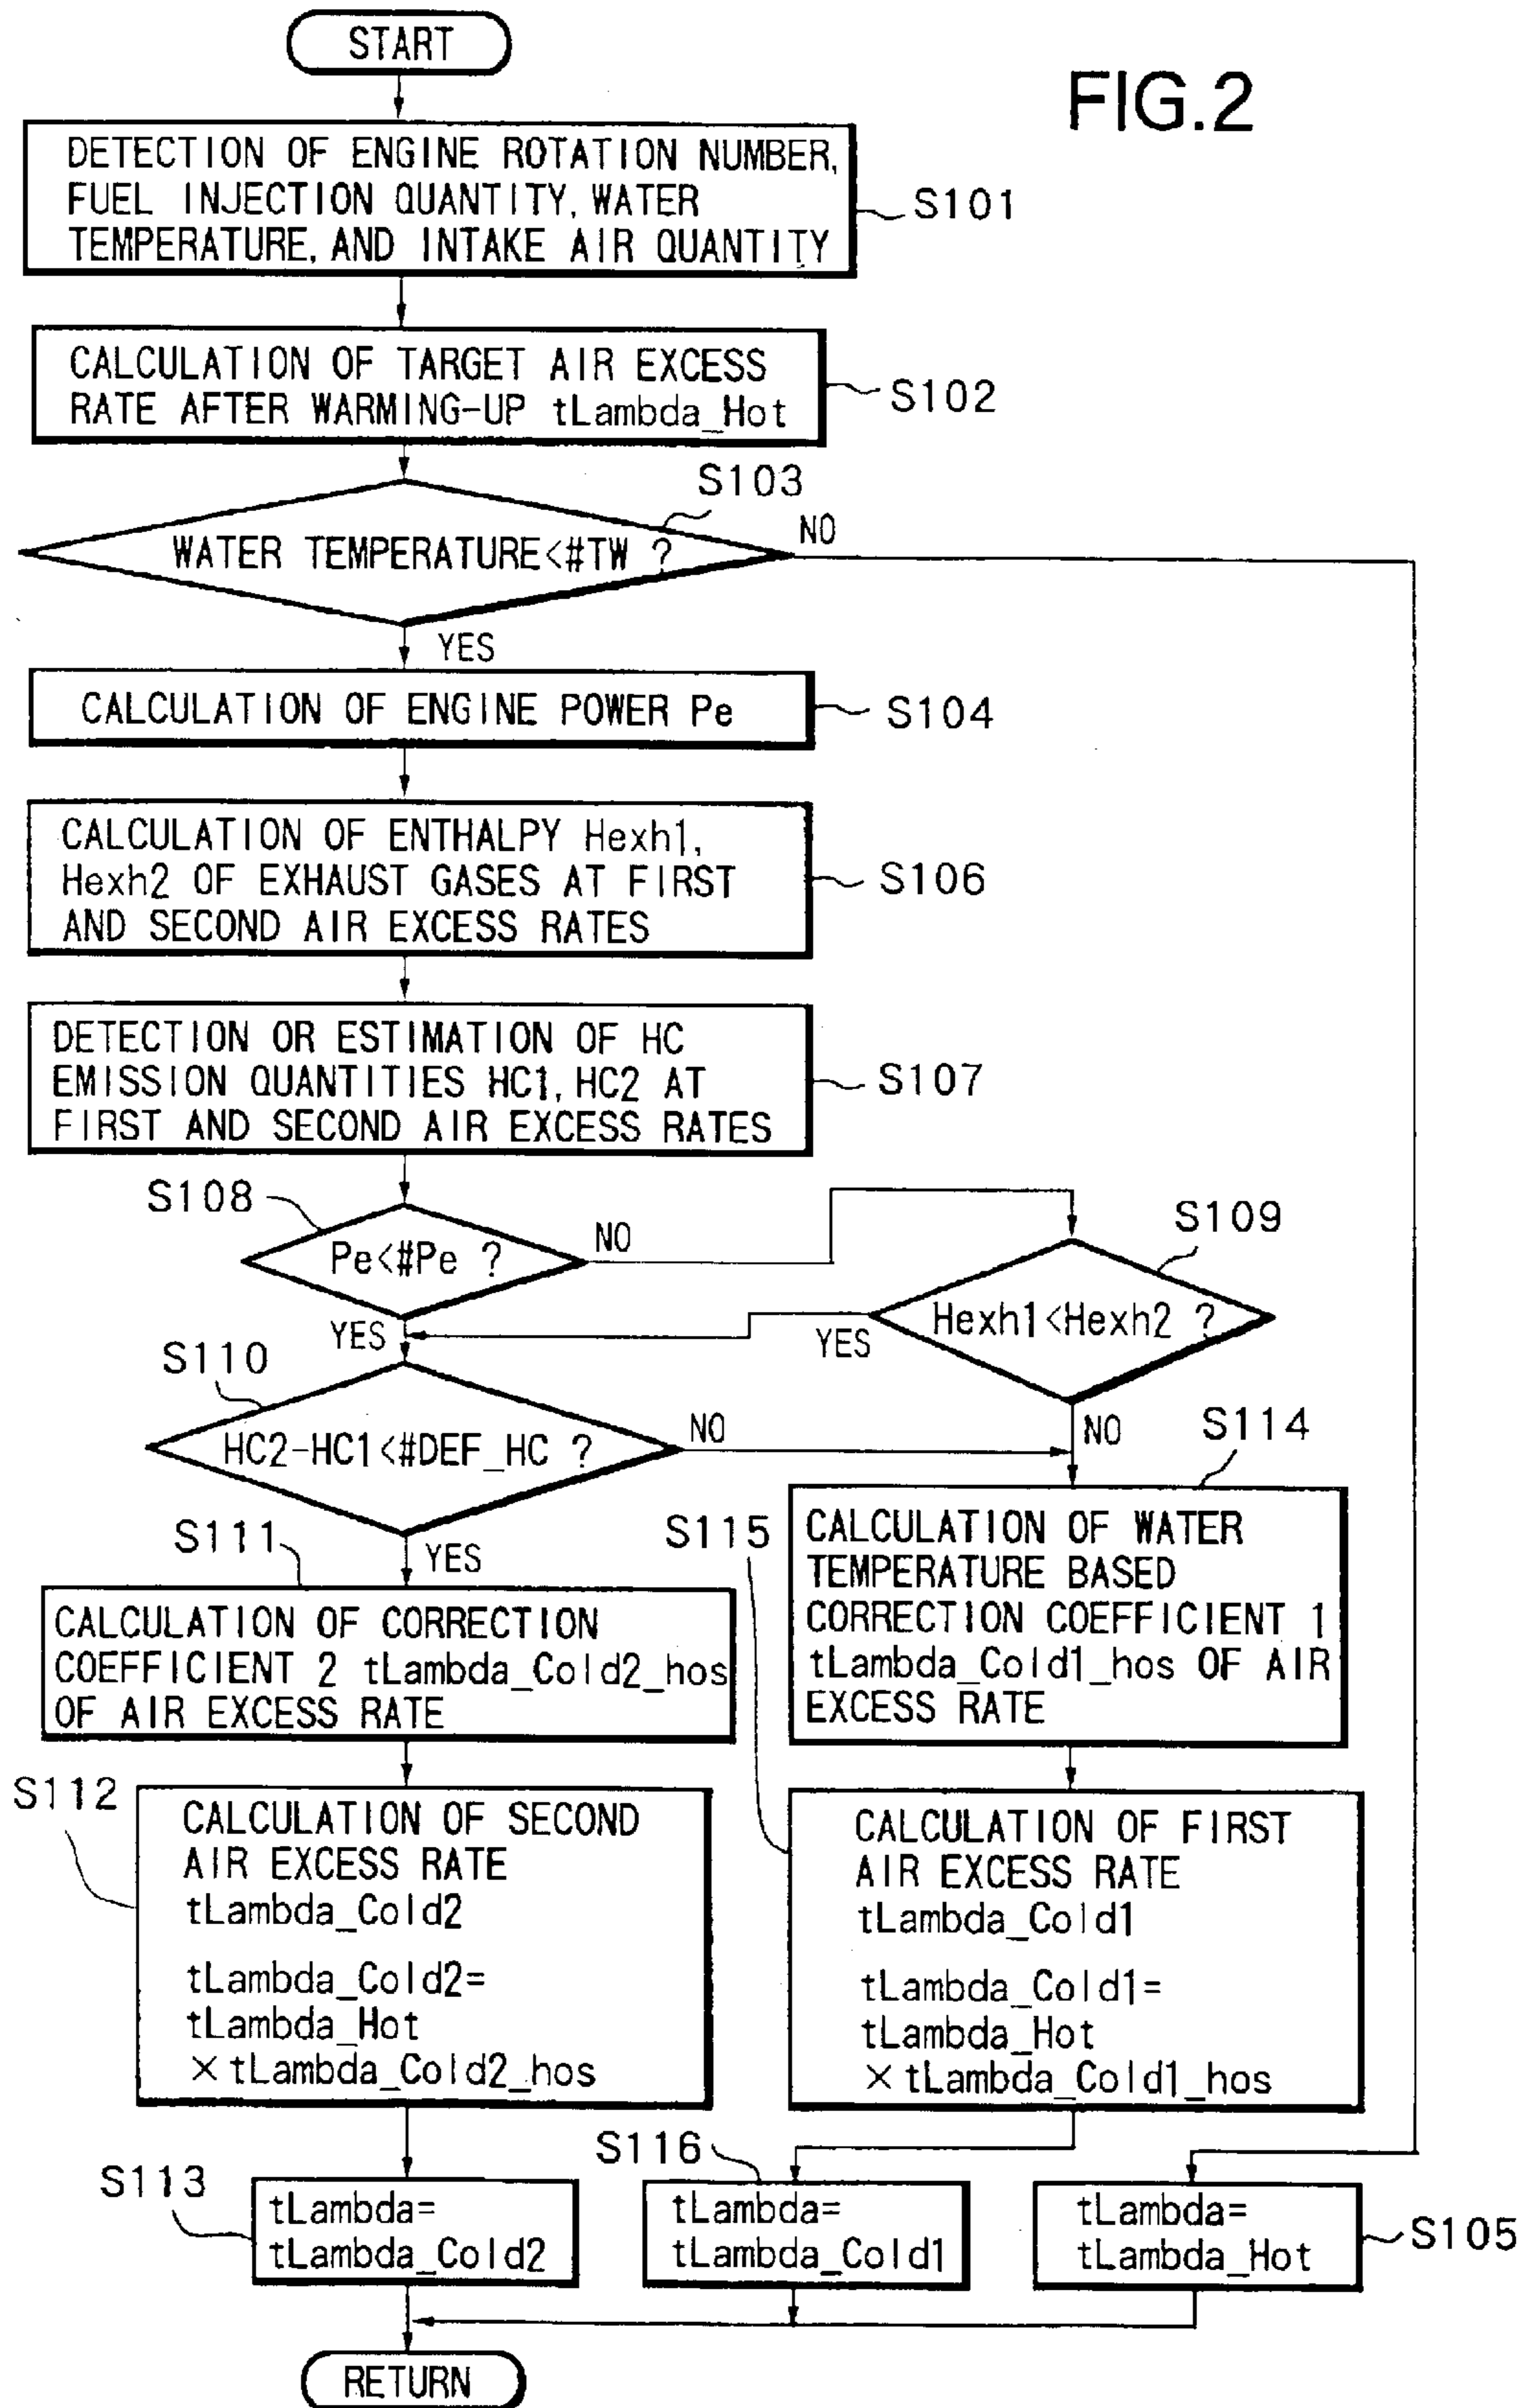 START
FIG.2
DETECTION OF ENGINE ROTATION NUMBER,
FUEL INJECTION QUANTITY, WATER
TEMPERATURE, AND INTAKE AIR QUANTITY
S101
CALCULATION OF TARGET AIR EXCESS
RATE AFTER WARMING-UP tLambda_Hot
S102
S103
WATER TEMPERATURE<#TW ?
NO
YES
CALCULATION OF ENGINE POWER Pe
S104
CALCULATION OF ENTHALPY Hexh1,
Hexh2 OF EXHAUST GASES AT FIRST
AND SECOND AIR EXCESS RATES
S106
DETECTION OR ESTIMATION OF HC
EMISSION QUANTITIES HC1, HC2 AT
FIRST AND SECOND AIR EXCESS RATES
S107
S108
Pe<#Pe ?
NO
YES
S109
Hexh1<Hexh2 ?
YES
NO
S110
HC2-HC1<#DEF_HC ?
NO
YES
S111
CALCULATION OF CORRECTION
COEFFICIENT 2 tLambda_Cold2_hos
OF AIR EXCESS RATE
S114
CALCULATION OF WATER
TEMPERATURE BASED
CORRECTION COEFFICIENT 1
tLambda_Cold1_hos OF AIR
EXCESS RATE
S112
CALCULATION OF SECOND
AIR EXCESS RATE
tLambda_Cold2
tLambda_Cold2=
tLambda_Hot
×tLambda_Cold2_hos
S115
CALCULATION OF FIRST
AIR EXCESS RATE
tLambda_Cold1
tLambda_Cold1=
tLambda_Hot
×tLambda_Cold1_hos
S113
tLambda=
tLambda_Cold2
S116
tLambda=
tLambda_Cold1
tLambda=
tLambda_Hot
S105
RETURN